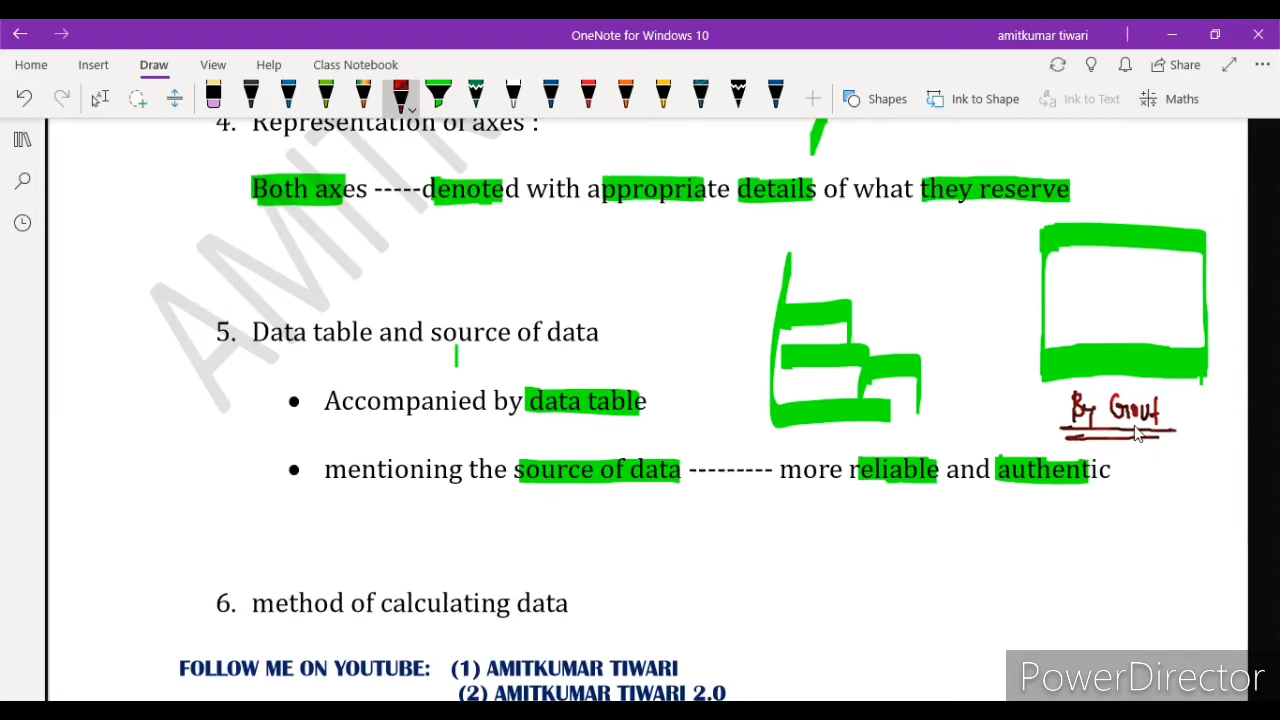 OneNote for Windows 10
amitkumar tiwari
Home Insert Draw View Help Class Notebook Share
Shapes Ink to Shape Ink to Text Maths
4. Representation of axes :
Both axes -----denoted with appropriate details of what they reserve
5. Data table and source of data
• Accompanied by data table
By Govt
• mentioning the source of data --------- more reliable and authentic
6. method of calculating data
FOLLOW ME ON YOUTUBE: (1) AMITKUMAR TIWARI
(2) AMITKUMAR TIWARI 2.0
PowerDirector